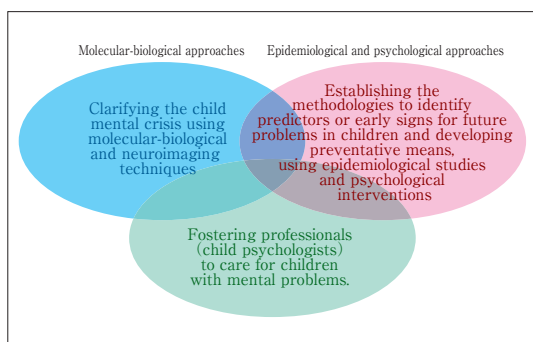 Molecular-biological approaches
Epidemiological and psychological approaches
Clarifying the child
mental crisis using
molecular-biological
and neuroimaging
techniques
Establishing the
methodologies to identify
predictors or early signs for future
problems in children and developing
preventative means,
using epidemiological studies
and psychological
interventions
Fostering professionals
(child psychologists)
to care for children
with mental problems.